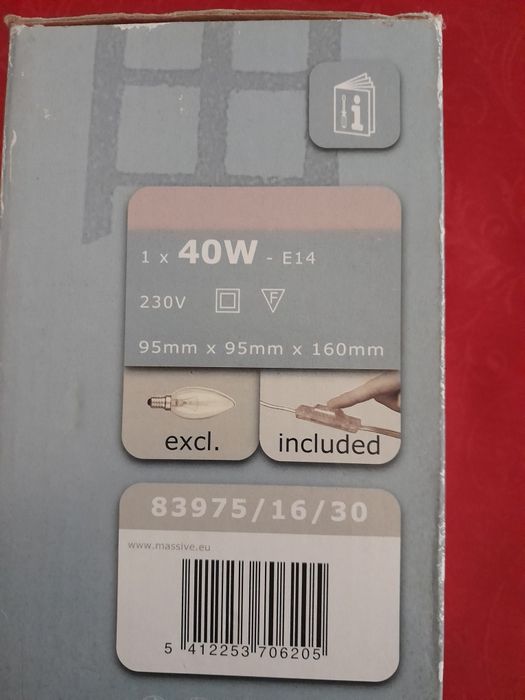 i
1 x 40W - E14
230V F
95mm x 95mm x 160mm
excl. included
83975/16/30
www.massive.eu
5 412253 706205